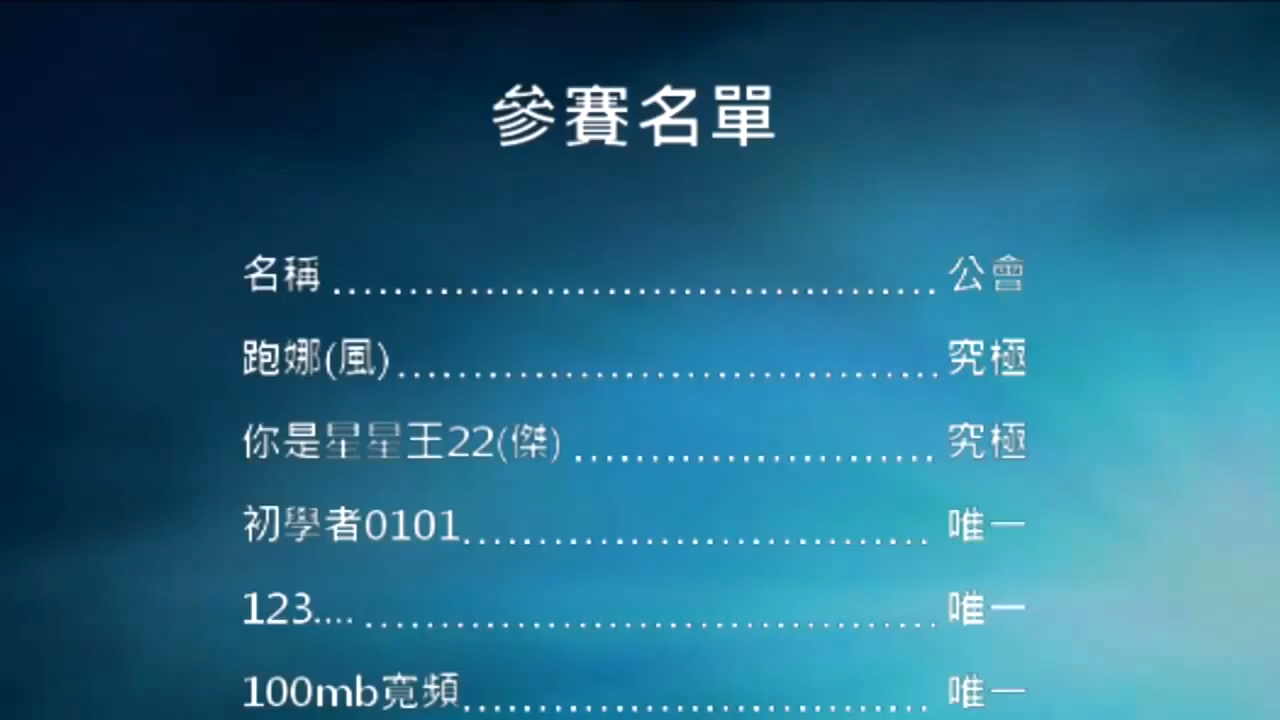 參賽名單
名稱........................................公會
跑娜(風)....................................究極
你是星星王22(傑)........................究極
初學者0101...............................唯一
123.... ......................................唯一
100mb寬頻...............................唯一